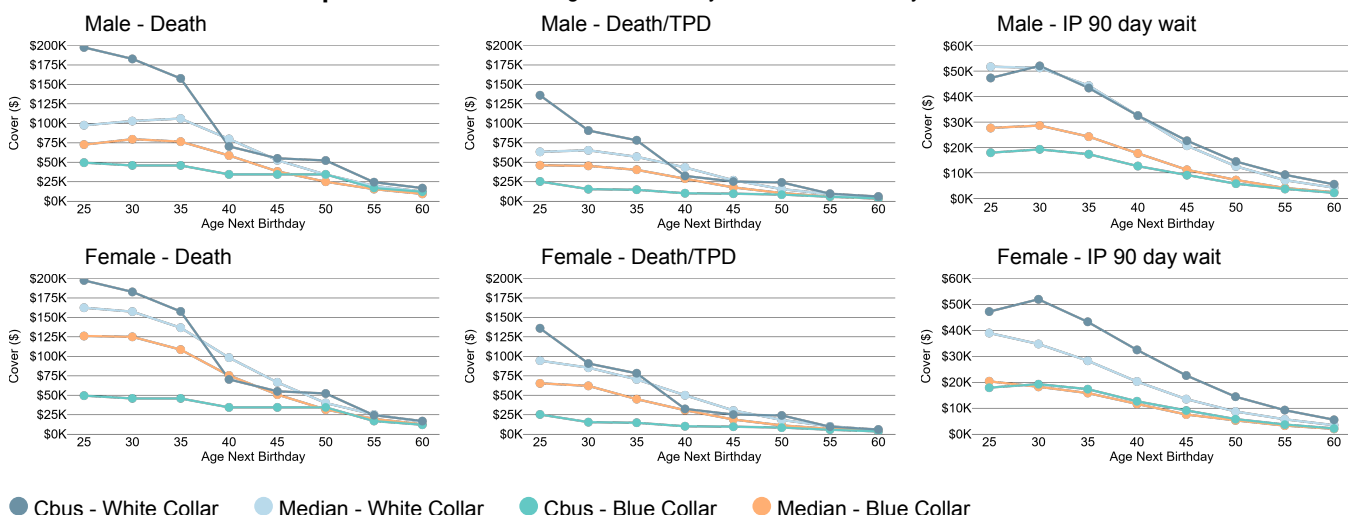 Male - Death
Cover ($)
$200K
$175K
$150K
$125K
$100K
$75K
$50K
$25K
$0K
25 30 35 40 45 50 55 60
Age Next Birthday
Male - Death/TPD
Cover ($)
$200K
$175K
$150K
$125K
$100K
$75K
$50K
$25K
$0K
25 30 35 40 45 50 55 60
Age Next Birthday
Male - IP 90 day wait
Cover ($)
$60K
$50K
$40K
$30K
$20K
$10K
$0K
25 30 35 40 45 50 55 60
Age Next Birthday
Female - Death
Cover ($)
$200K
$175K
$150K
$125K
$100K
$75K
$50K
$25K
$0K
25 30 35 40 45 50 55 60
Age Next Birthday
Female - Death/TPD
Cover ($)
$200K
$175K
$150K
$125K
$100K
$75K
$50K
$25K
$0K
25 30 35 40 45 50 55 60
Age Next Birthday
Female - IP 90 day wait
Cover ($)
$60K
$50K
$40K
$30K
$20K
$10K
$0K
25 30 35 40 45 50 55 60
Age Next Birthday
Cbus - White Collar Median - White Collar Cbus - Blue Collar Median - Blue Collar